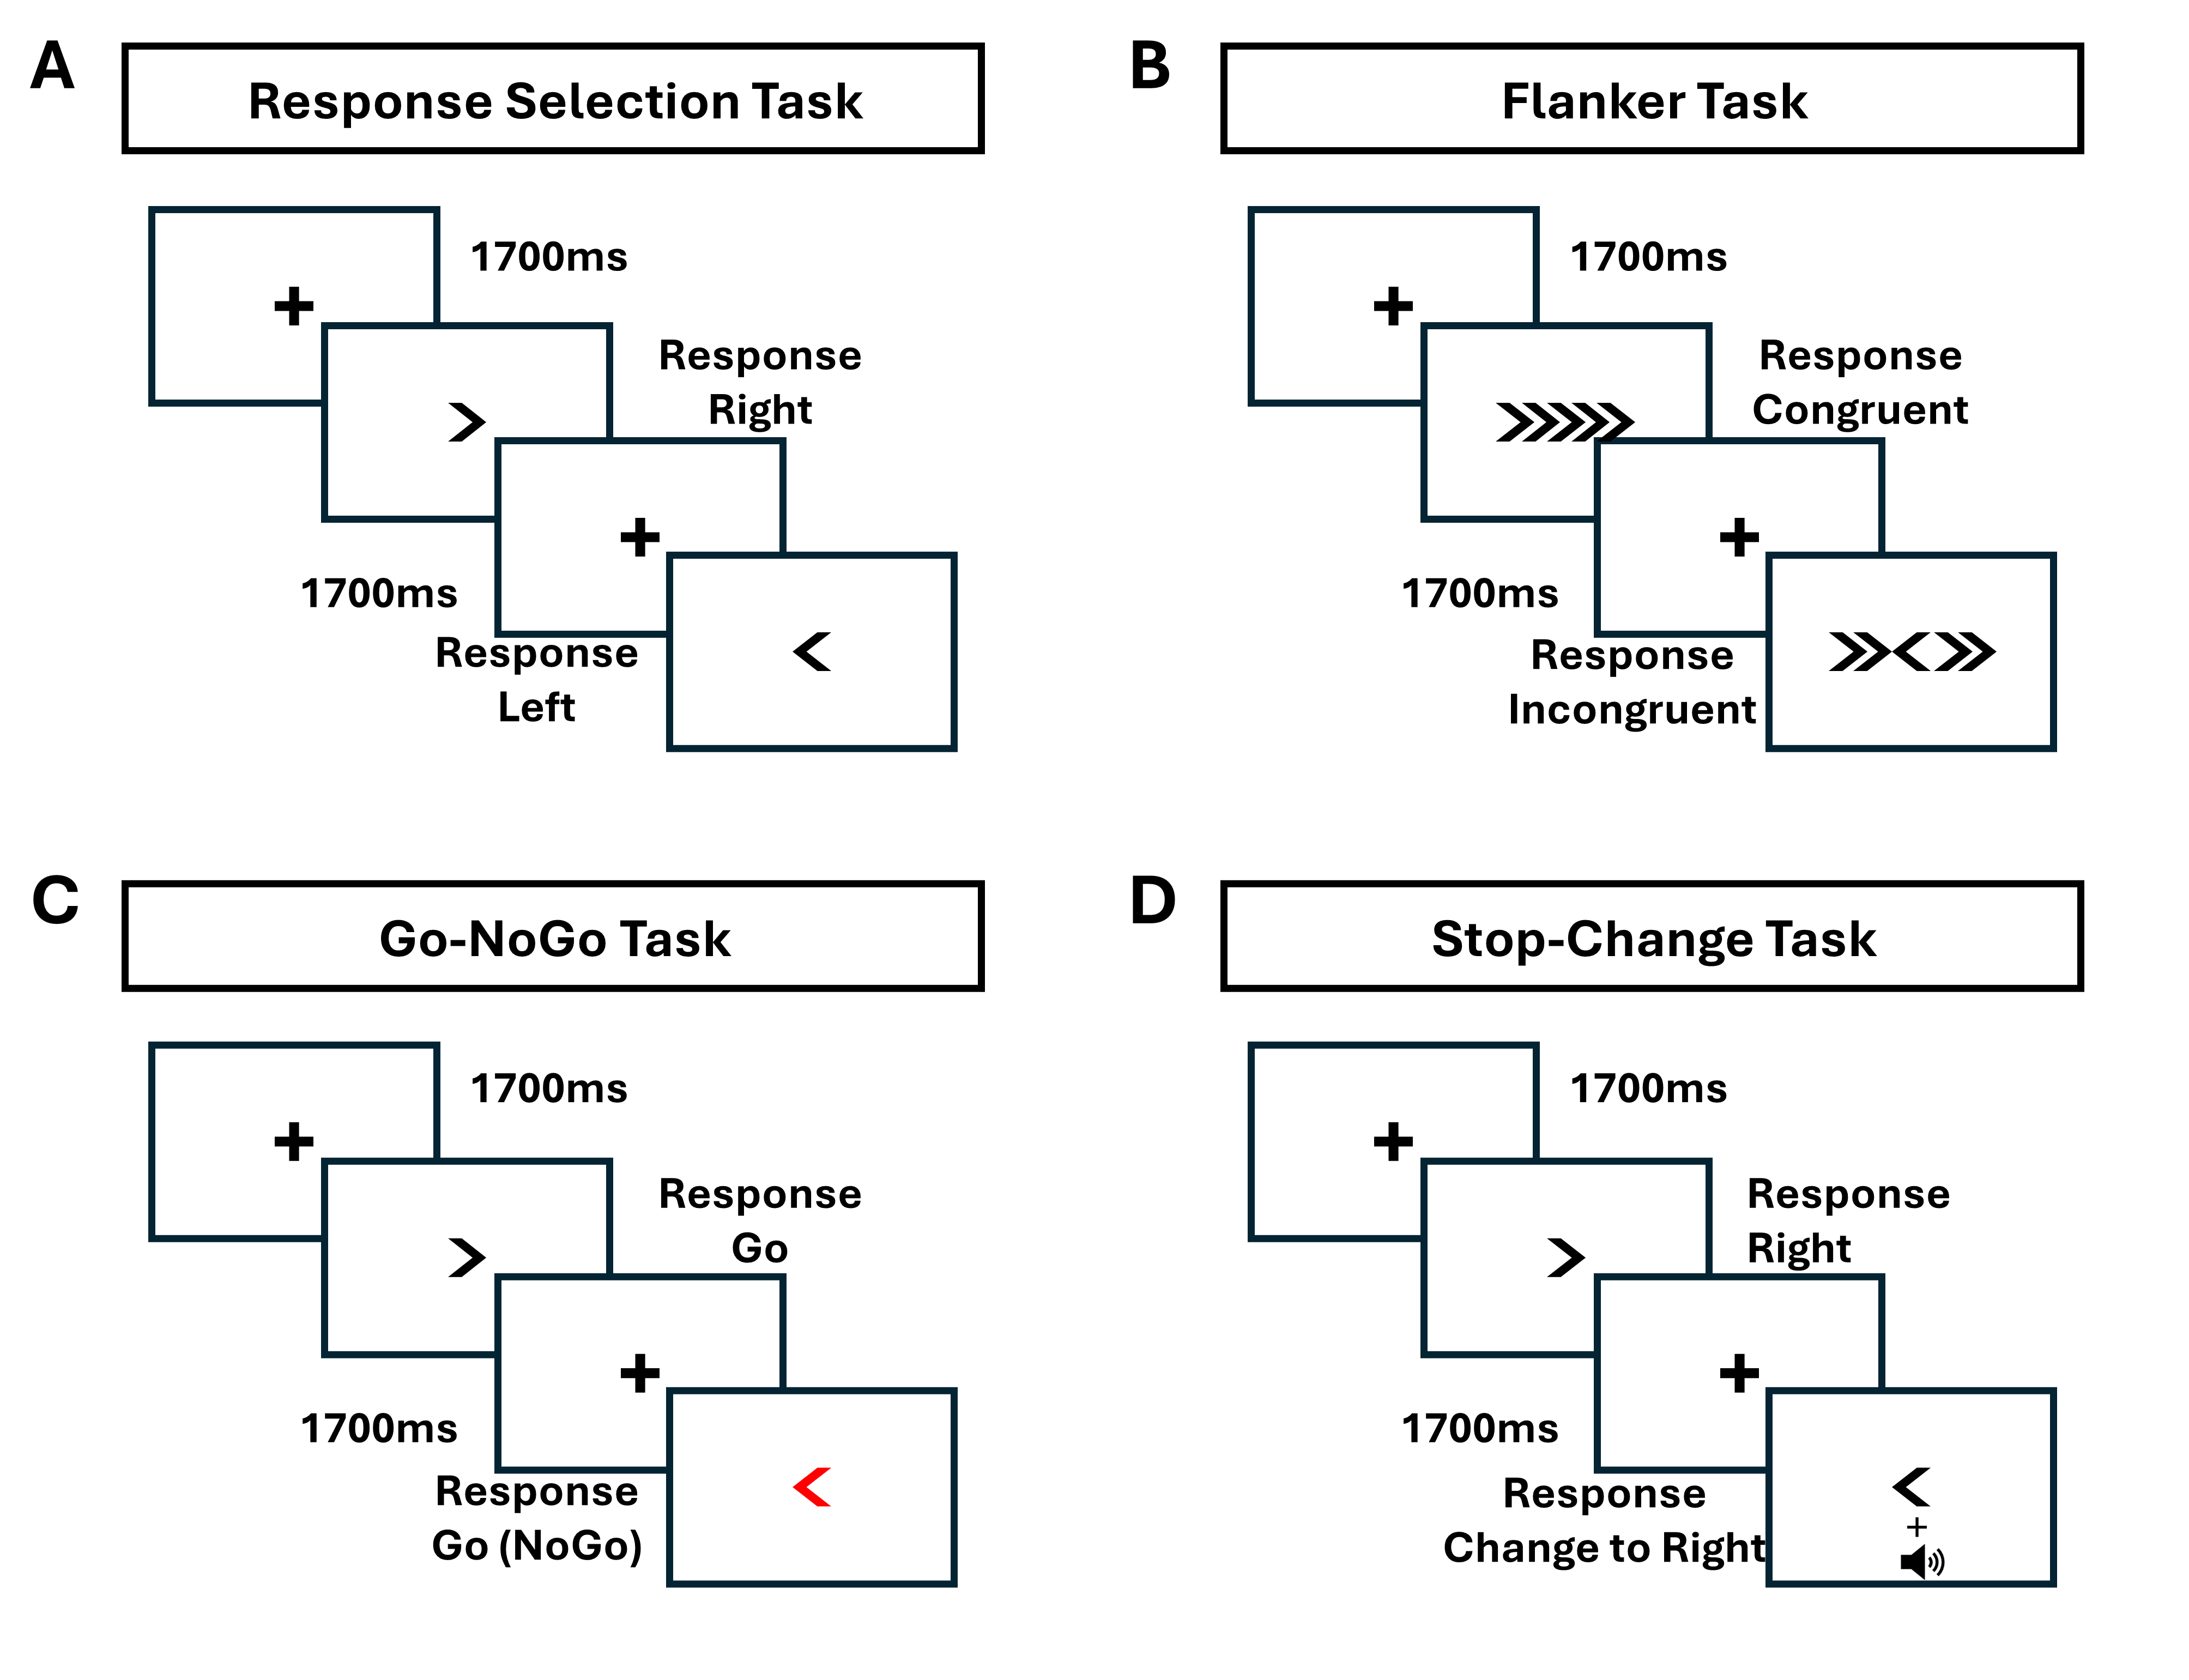 A
Response Selection Task
+
1700ms
>
Response
Right
+
1700ms
Response
Left
<
B
Flanker Task
+
1700ms
>>>>>
Response
Congruent
+
1700ms
Response
Incongruent
>><>>
C
Go-NoGo Task
+
1700ms
>
Response
Go
+
1700ms
Response
Go (NoGo)
<
D
Stop-Change Task
+
1700ms
>
Response
Right
+
1700ms
Response
Change to Right
<
+